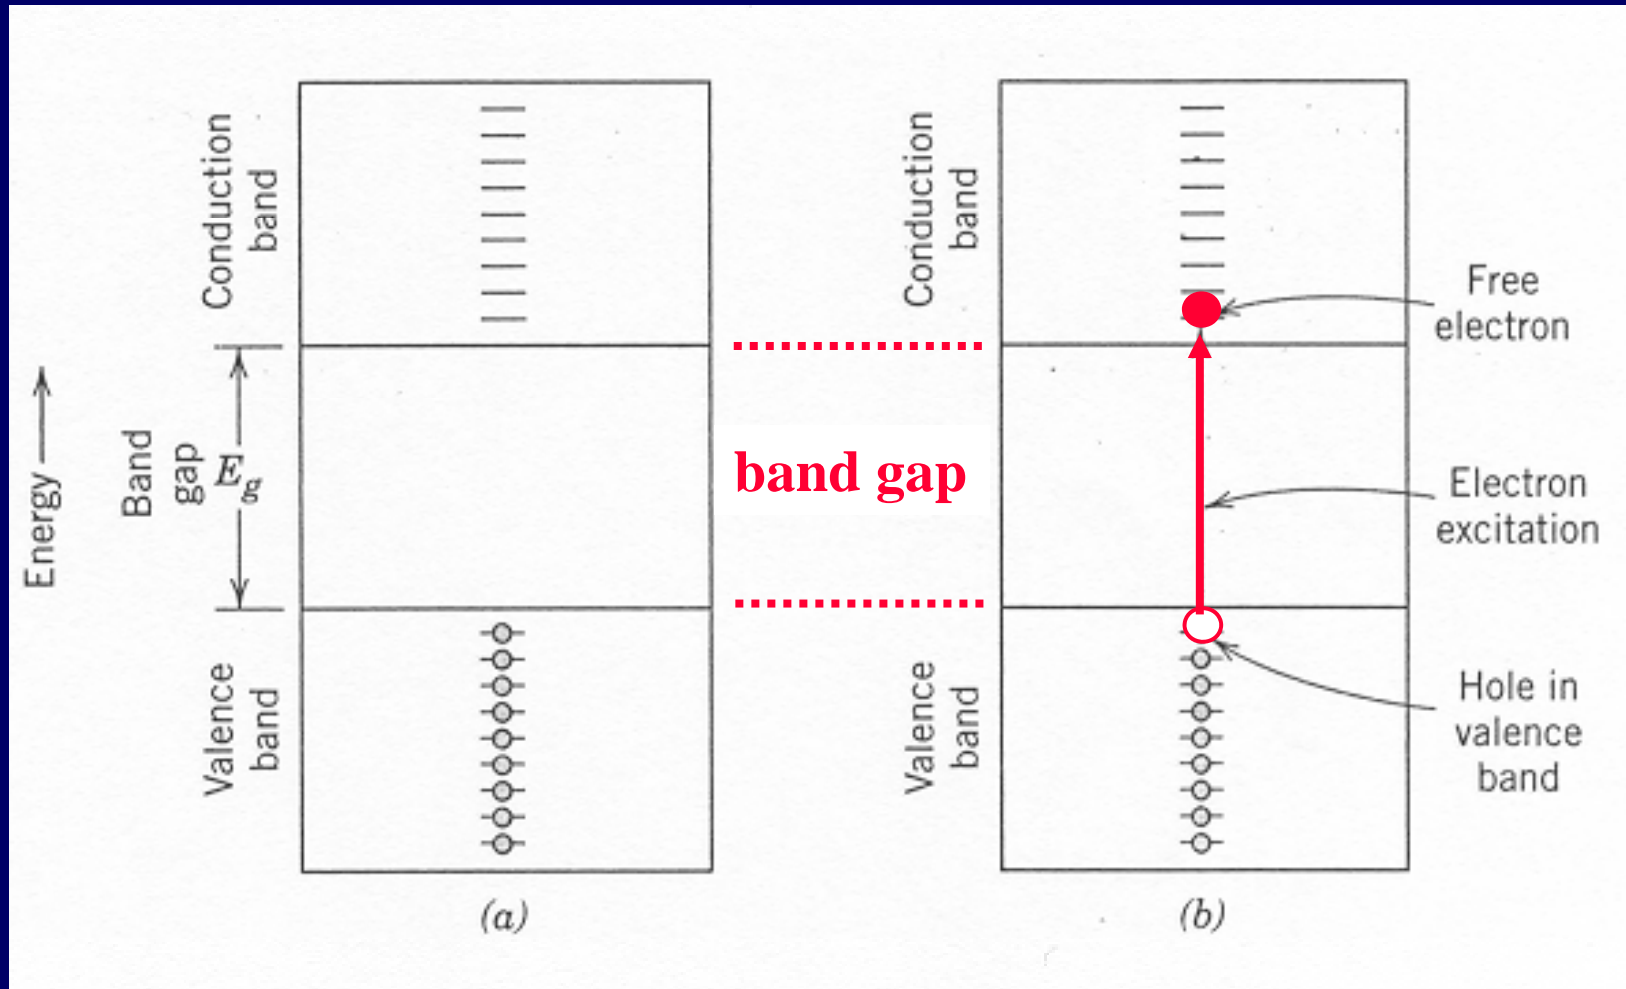 Energy
Conduction
band
Band
gap
E_g
Valence
band
(a)
band gap
Conduction
band
Valence
band
(b)
Free
electron
Electron
excitation
Hole in
valence
band